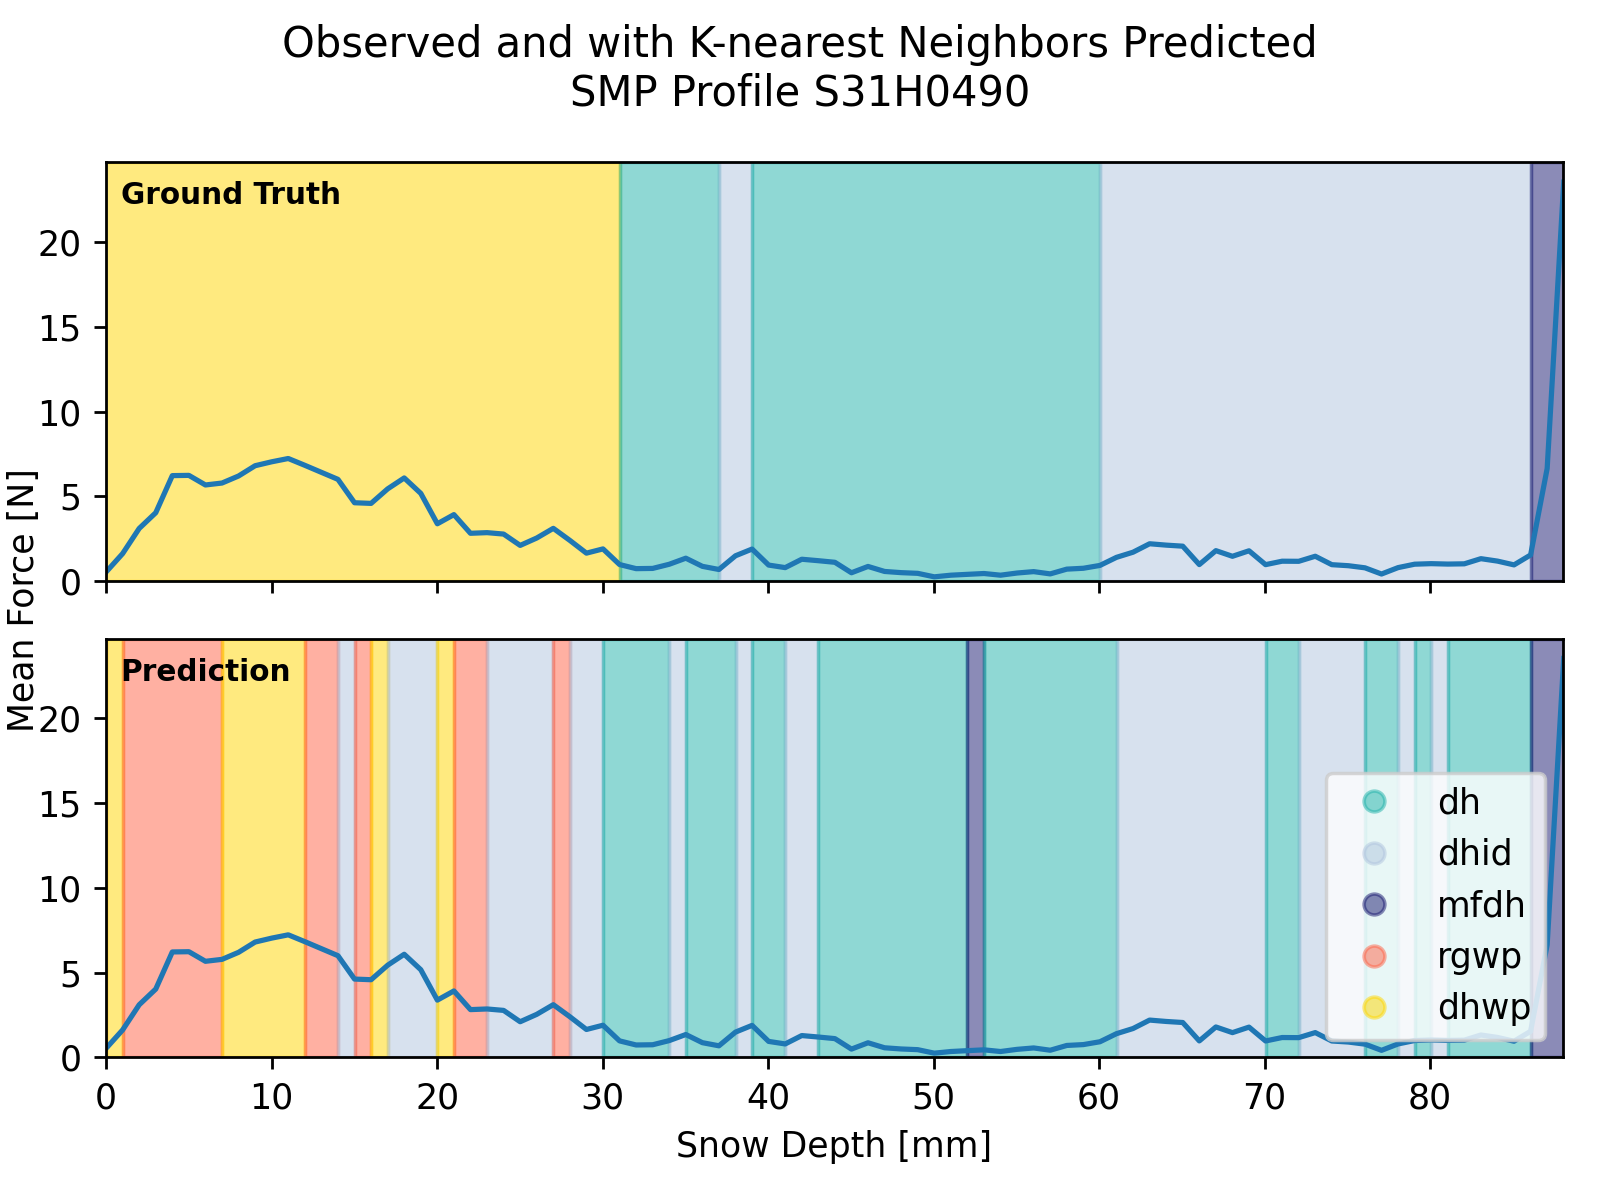 Observed and with K-nearest Neighbors Predicted
SMP Profile S31H0490
Ground Truth
20
15
10
5
0
Mean Force [N]
Prediction
20
15
10
5
0
dh
dhid
mfdh
rgwp
dhwp
0 10 20 30 40 50 60 70 80
Snow Depth [mm]